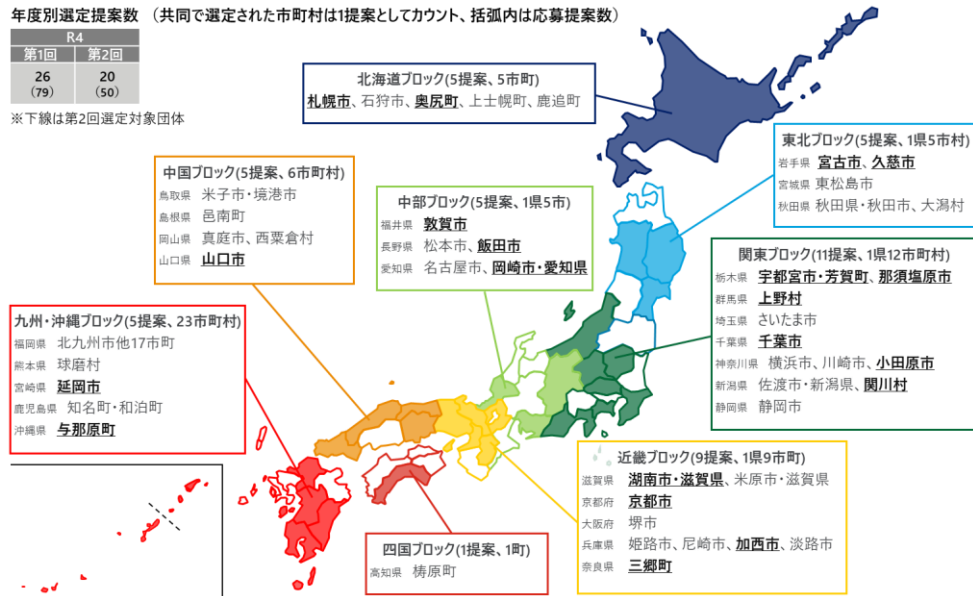 年度別選定提案数 (共同で選定された市町村は1提案としてカウント、括弧内は応募提案数)
R4
第1回 第2回
26 20
(79) (50)
※下線は第2回選定対象団体
北海道ブロック(5提案、5市町)
札幌市、石狩市、奥尻町、上士幌町、鹿追町
東北ブロック(5提案、1県5市村)
岩手県 宮古市、久慈市
宮城県 東松島市
秋田県 秋田県・秋田市、大潟村
中国ブロック(5提案、6市町村)
鳥取県 米子市・境港市
島根県 邑南町
岡山県 真庭市、西粟倉村
山口県 山口市
中部ブロック(5提案、1県5市)
福井県 敦賀市
長野県 松本市、飯田市
愛知県 名古屋市、岡崎市・愛知県
関東ブロック(11提案、1県12市町村)
栃木県 宇都宮市・芳賀町、那須塩原市
群馬県 上野村
埼玉県 さいたま市
千葉県 千葉市
神奈川県 横浜市、川崎市、小田原市
新潟県 佐渡市・新潟県、関川村
静岡県 静岡市
九州・沖縄ブロック(5提案、23市町村)
福岡県 北九州市他17市町
熊本県 球磨村
宮崎県 延岡市
鹿児島県 知名町・和泊町
沖縄県 与那原町
近畿ブロック(9提案、1県9市町)
滋賀県 湖南市・滋賀県、米原市・滋賀県
京都府 京都市
大阪府 堺市
兵庫県 姫路市、尼崎市、加西市、淡路市
奈良県 三郷町
四国ブロック(1提案、1町)
高知県 梼原町